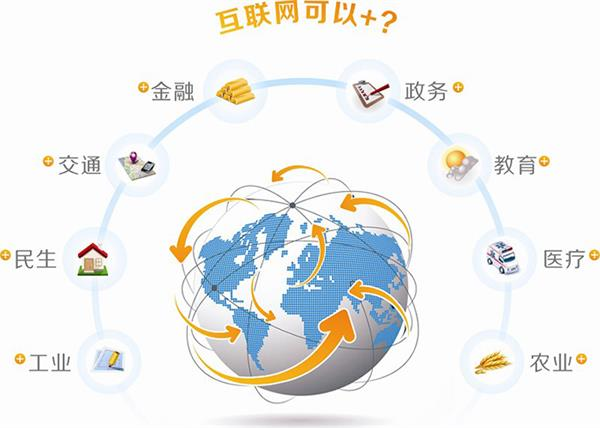 互联网可以+?
+金融
政务+
+交通
教育+
+民生
医疗+
+工业
农业+